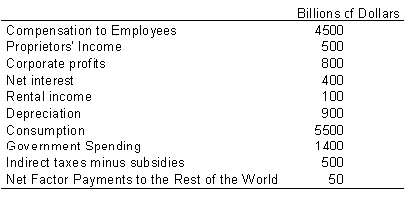 Billions of Dollars
Compensation to Employees 4500
Proprietors' Income 500
Corporate profits 800
Net interest 400
Rental income 100
Depreciation 900
Consumption 5500
Government Spending 1400
Indirect taxes minus subsidies 500
Net Factor Payments to the Rest of the World 50